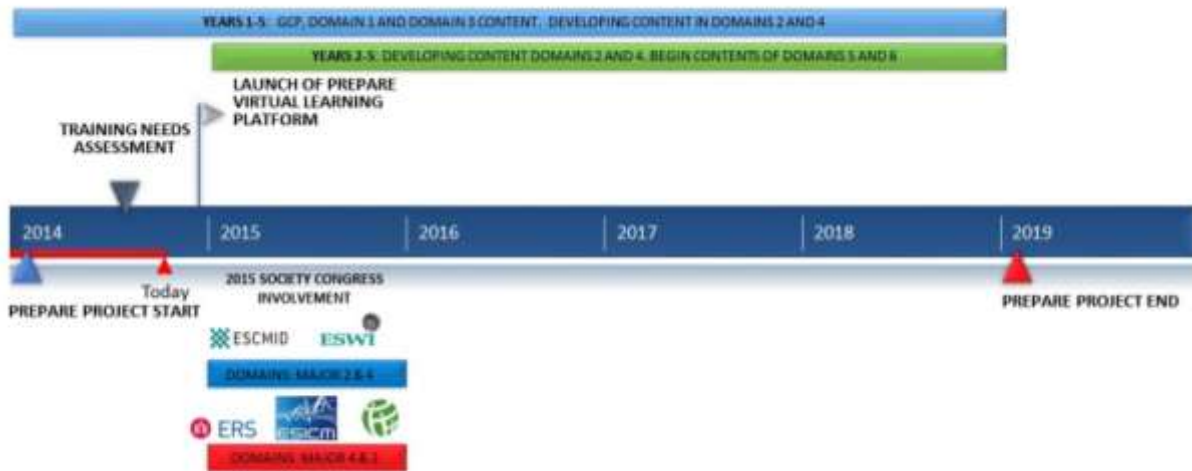 YEARS 1-5: GCP, DOMAIN 1 AND DOMAIN 3 CONTENT. DEVELOPING CONTENT IN DOMAINS 2 AND 4
YEARS 2-5: DEVELOPING CONTENT DOMAINS 2 AND 4. BEGIN CONTENTS OF DOMAINS 5 AND 6
LAUNCH OF PREPARE
VIRTUAL LEARNING
PLATFORM
TRAINING NEEDS
ASSESSMENT
2014
2015
2016
2017
2018
2019
Today
PREPARE PROJECT START
2015 SOCIETY CONGRESS
INVOLVEMENT
PREPARE PROJECT END
ESCMID
ESWI
DOMAINS: MAJOR 2 &
ERS
ESICM
DOMAINS: MAJOR 4 &